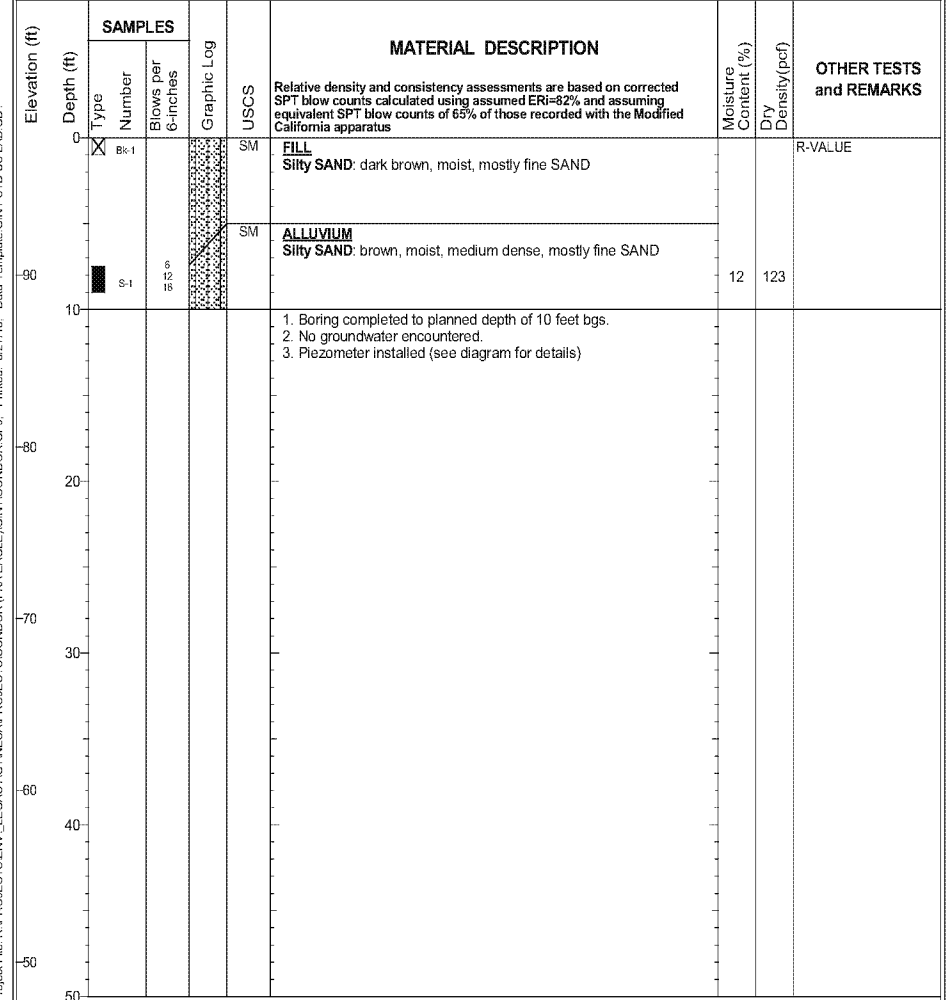 SAMPLES
Elevation (ft)
Depth (ft)
Type
Number
Blows per
6-inches
Graphic Log
USCS
MATERIAL DESCRIPTION
Relative density and consistency assessments are based on corrected
SPT blow counts calculated using assumed ERi=82% and assuming
equivalent SPT blow counts of 65% of those recorded with the Modified
California apparatus
Moisture
Content (%)
Dry
Density(pcf)
OTHER TESTS
and REMARKS
0
Bk-1
SM
FILL
R-VALUE
Silty SAND: dark brown, moist, mostly fine SAND
SM
ALLUVIUM
Silty SAND: brown, moist, medium dense, mostly fine SAND
90
S-1
6
12
16
12
123
10
1. Boring completed to planned depth of 10 feet bgs.
2. No groundwater encountered.
3. Piezometer installed (see diagram for details)
80
20
70
30
60
40
50
50